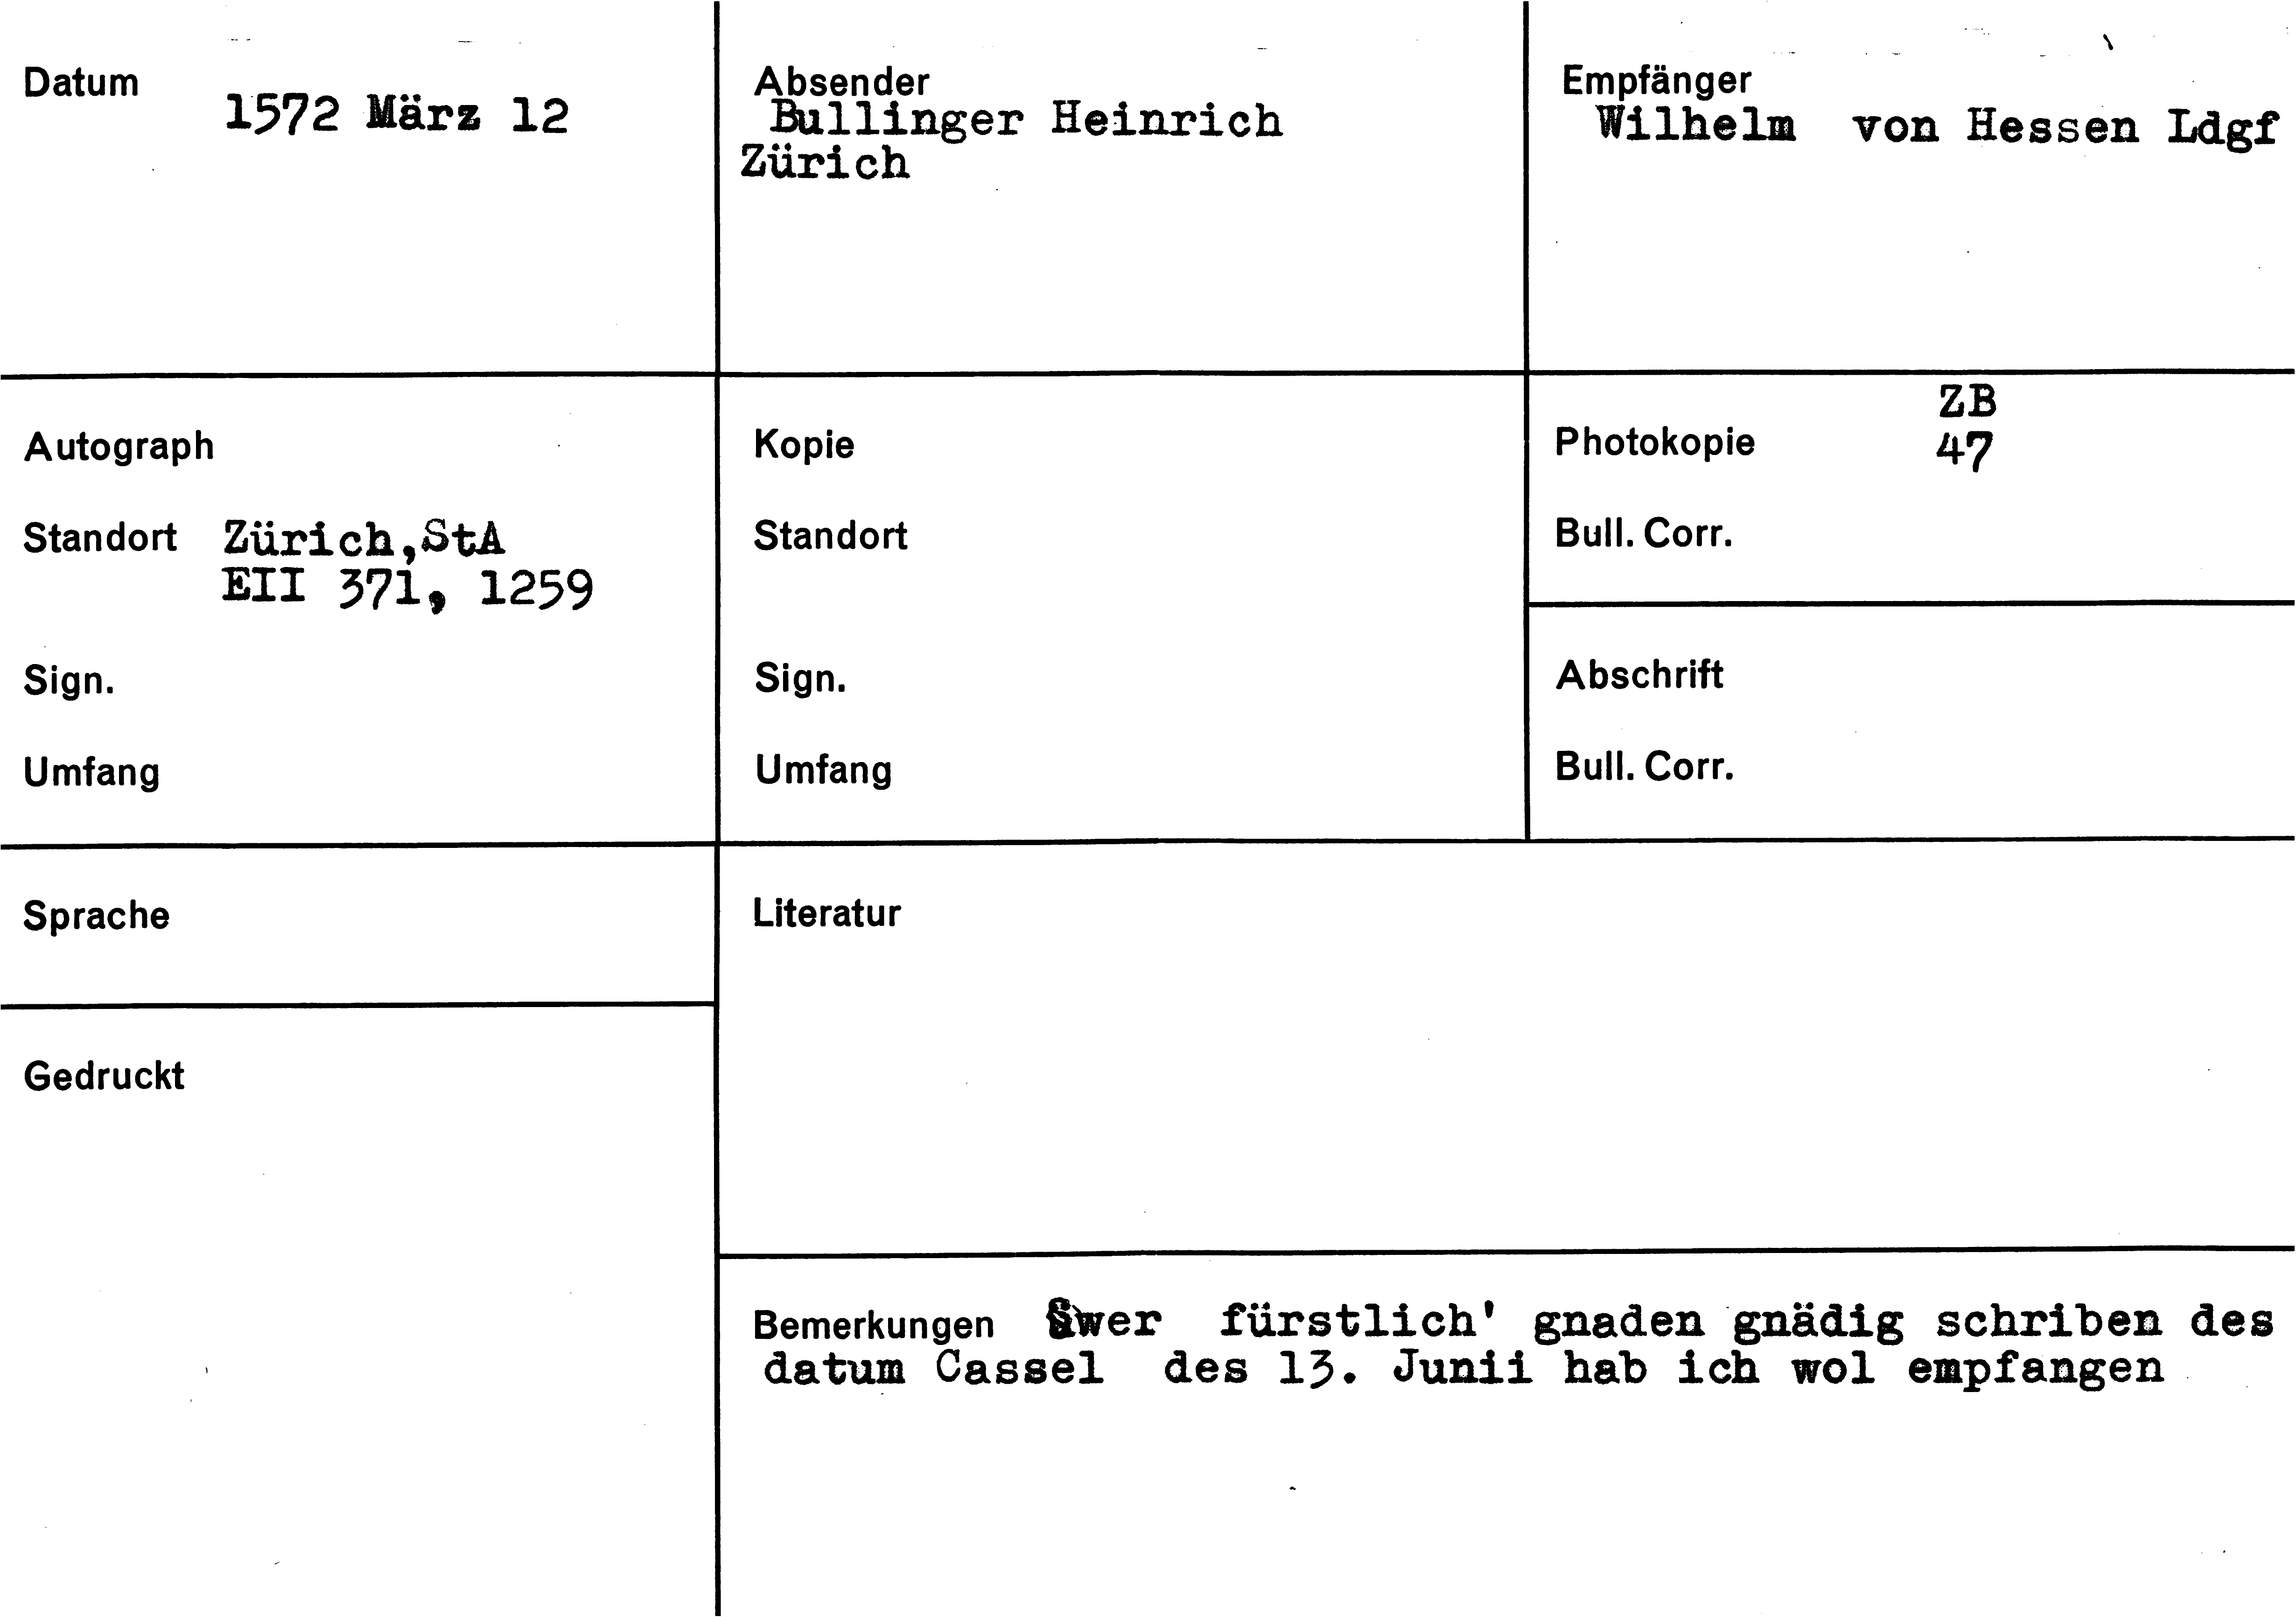 Datum
1572 März 12
Absender
Bullinger Heinrich
Zürich
Empfänger
Wilhelm von Hessen Ldgf
Autograph
Standort Zürich,StA
EII 371, 1259
Sign.
Umfang
Kopie
Standort
Sign.
Umfang
ZB
Photokopie 47
Bull. Corr.
Abschrift
Bull. Corr.
Sprache
Gedruckt
Literatur
Bemerkungen fürstlich' gnaden gnädig schriben des
datum Cassel des 13. Junii hab ich wol empfangen